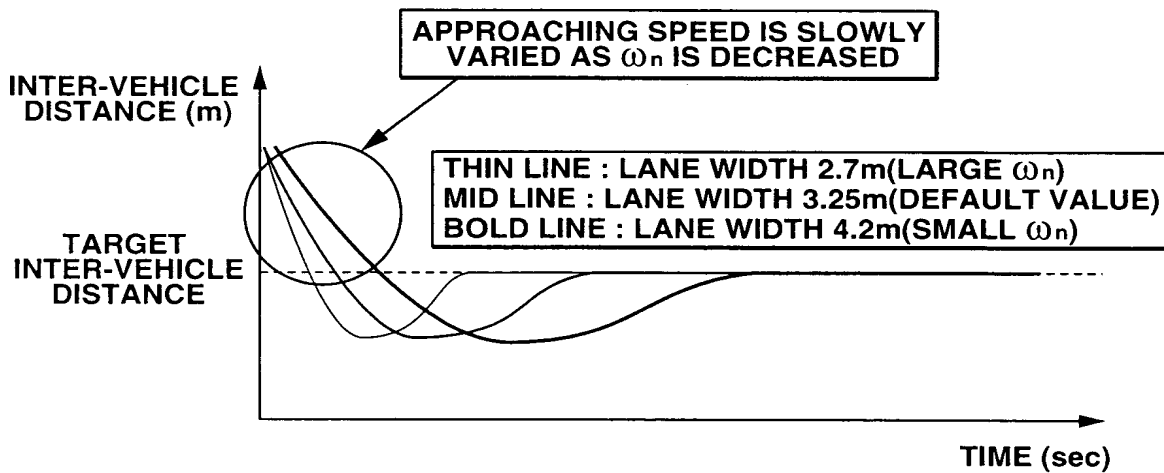 APPROACHING SPEED IS SLOWLY
VARIED AS ωn IS DECREASED
INTER-VEHICLE
DISTANCE (m)
THIN LINE : LANE WIDTH 2.7m(LARGE ωn)
MID LINE : LANE WIDTH 3.25m(DEFAULT VALUE)
BOLD LINE : LANE WIDTH 4.2m(SMALL ωn)
TARGET
INTER-VEHICLE
DISTANCE
TIME (sec)